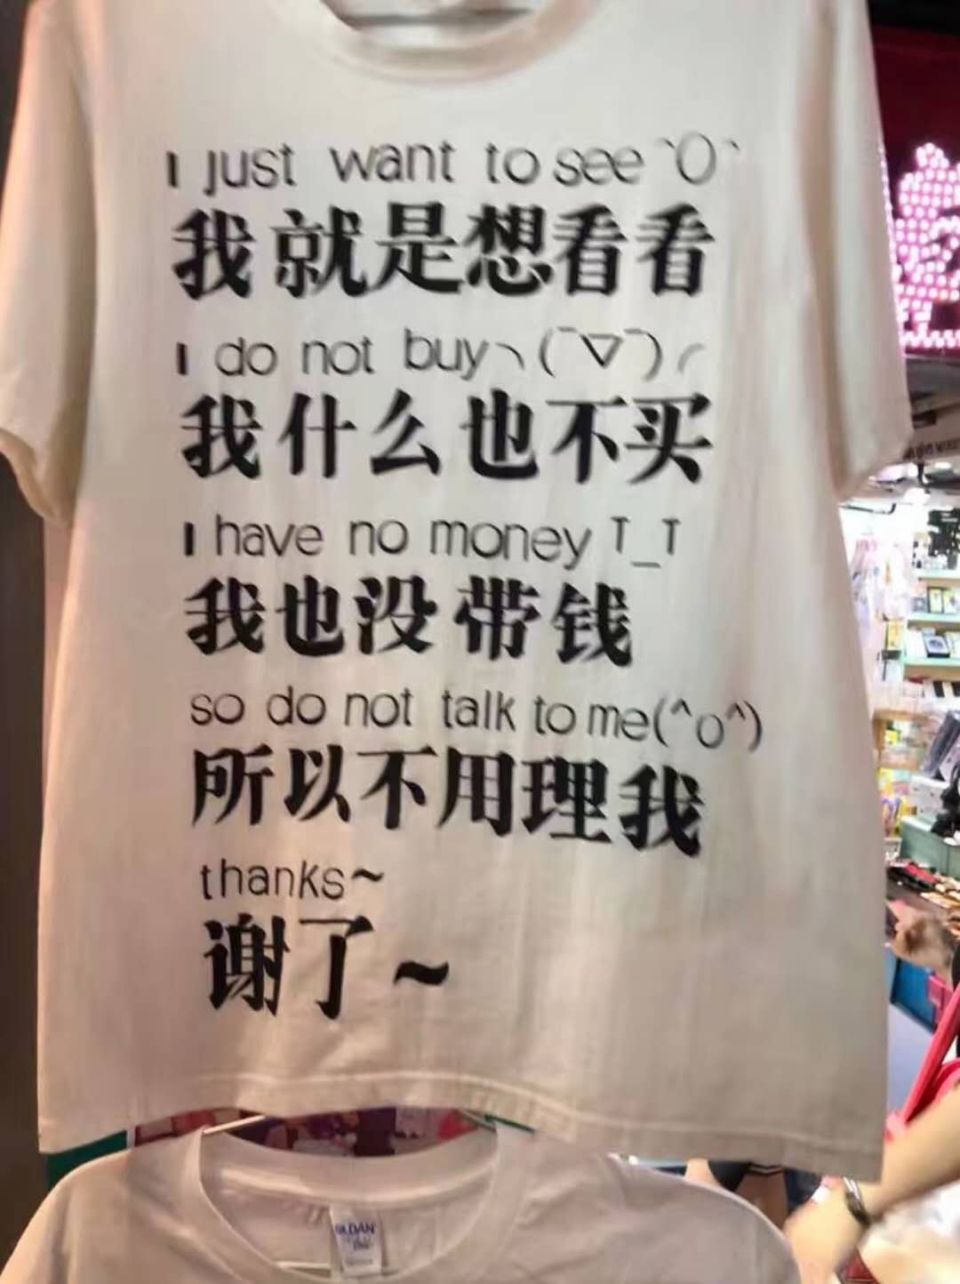 I just want to see `O`
我就是想看看
I do not buy╮(￣▽￣)╭
我什么也不买
I have no money T_T
我也没带钱
so do not talk to me(^o^)
所以不用理我
thanks~
谢了~